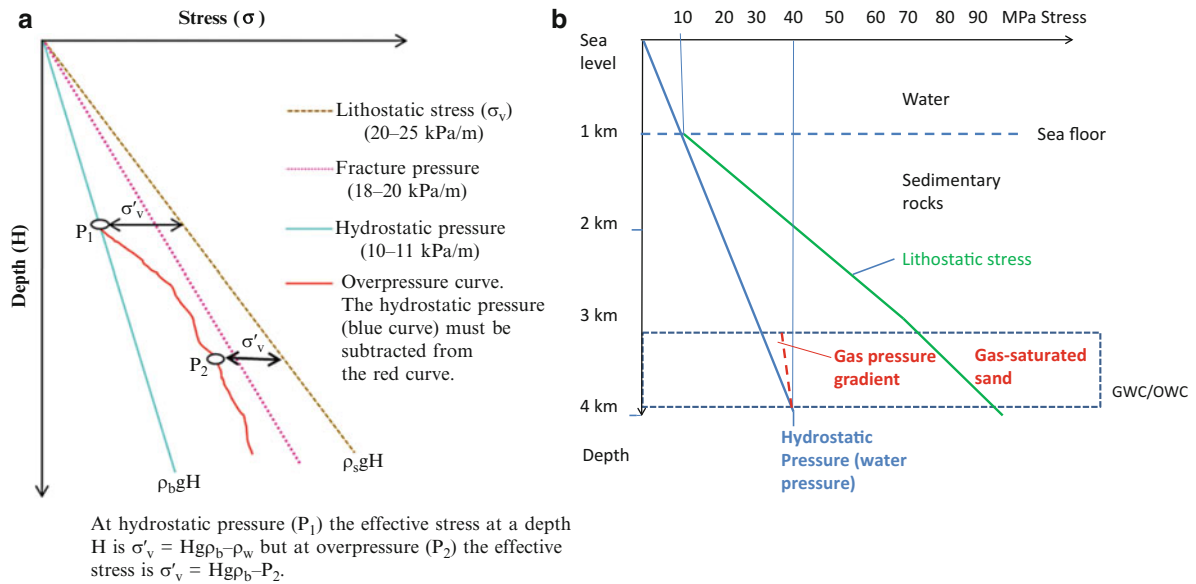 a
Stress (σ)
Depth (H)
Lithostatic stress (σv)
(20–25 kPa/m)
Fracture pressure
(18–20 kPa/m)
Hydrostatic pressure
(10–11 kPa/m)
Overpressure curve.
The hydrostatic pressure
(blue curve) must be
subtracted from
the red curve.
σ′v
P1
σ′v
P2
ρsgH
ρbgH
At hydrostatic pressure (P1) the effective stress at a depth
H is σ′v = Hgρb–ρw but at overpressure (P2) the effective
stress is σ′v = Hgρb–P2.
b
10 20 30 40 60 50 70 80 90 MPa Stress
Sea
level
Water
1 km
Sea floor
Sedimentary
rocks
2 km
Lithostatic stress
3 km
Gas pressure
gradient
Gas-saturated
sand
GWC/OWC
4 km
Depth
Hydrostatic
Pressure (water
pressure)